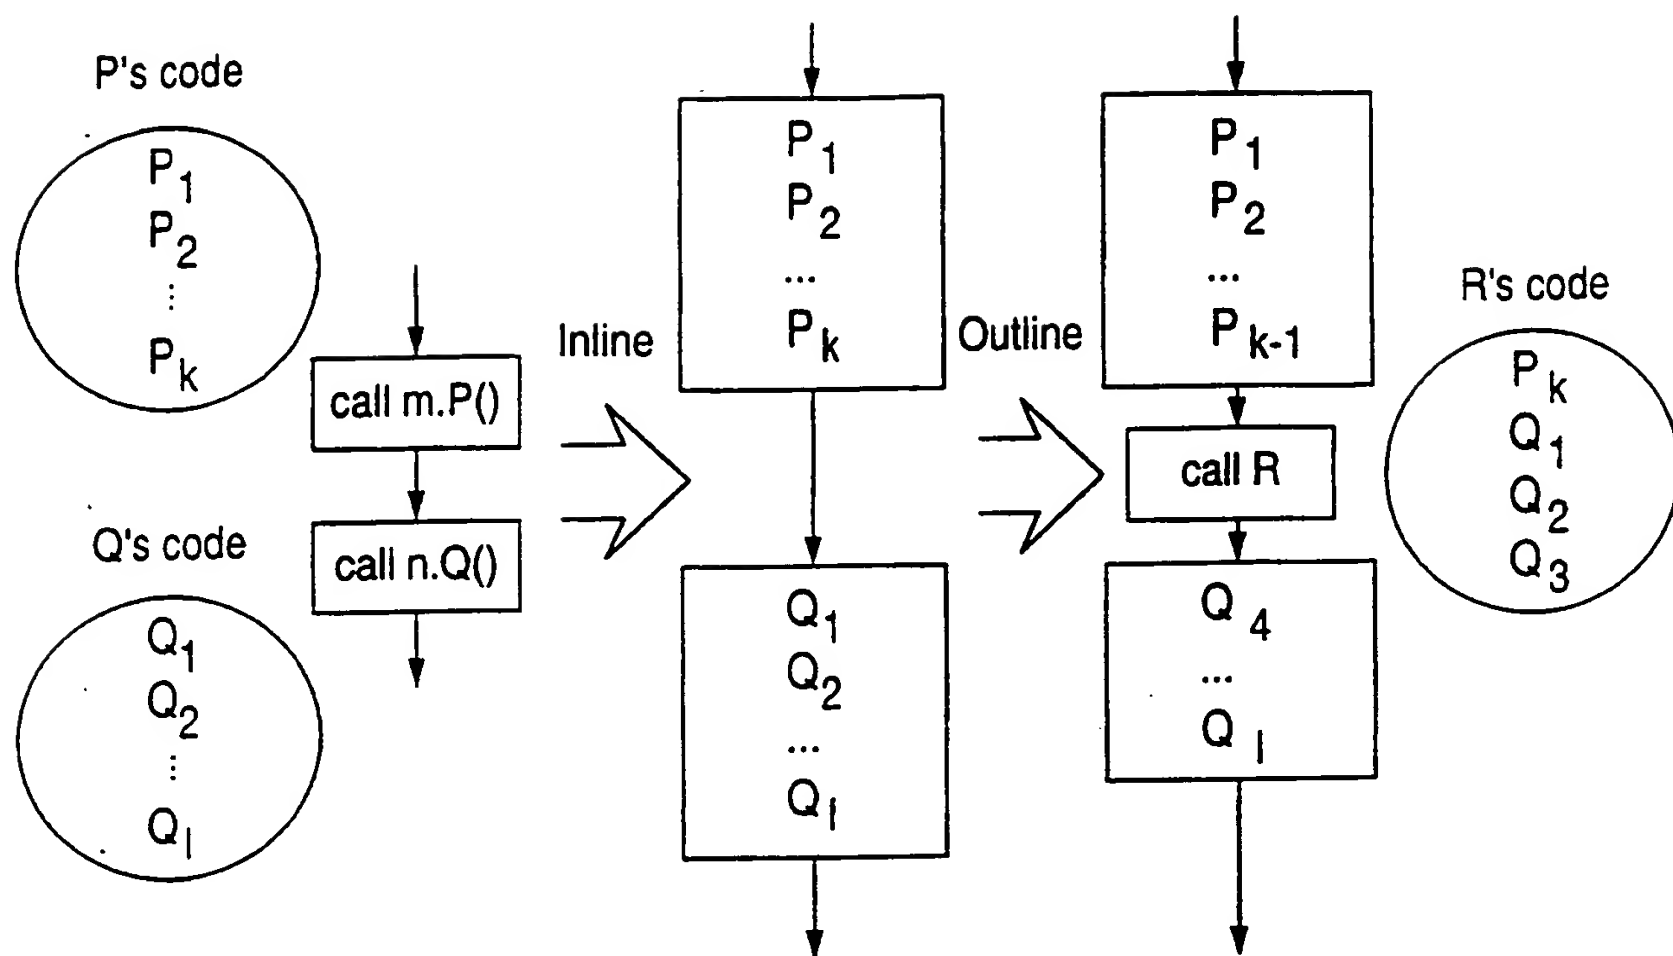 P's code
P1
P2
...
Pk
call m.P()
call n.Q()
Q's code
Q1
Q2
...
Ql
Inline
P1
P2
...
Pk
Q1
Q2
...
Ql
Outline
P1
P2
...
Pk-1
call R
Q4
...
Ql
R's code
Pk
Q1
Q2
Q3